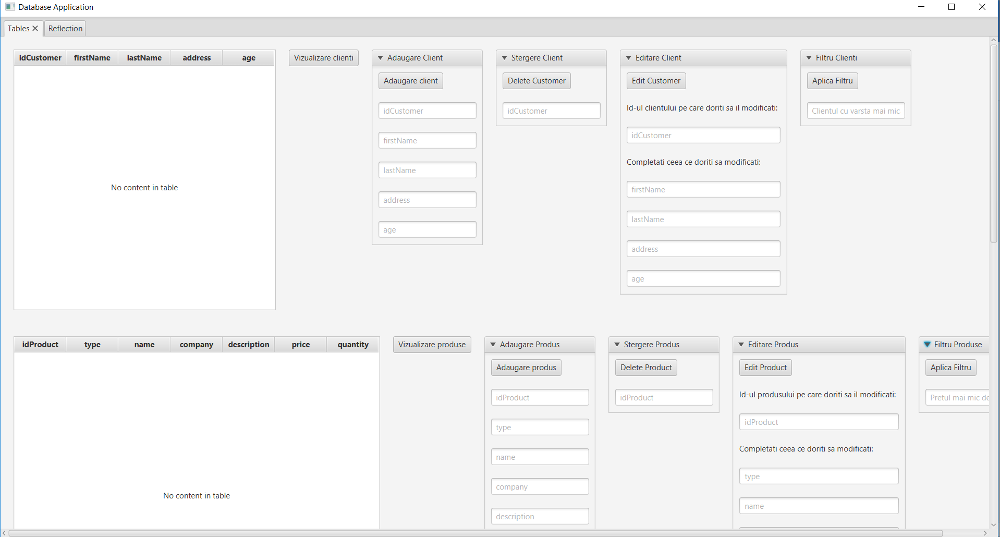 Database Application
Tables Reflection
idCustomer firstName lastName address age
No content in table
Vizualizare clienti
Adaugare Client
Adaugare client
idCustomer
firstName
lastName
address
age
Stergere Client
Delete Customer
idCustomer
Editare Client
Edit Customer
Id-ul clientului pe care doriti sa il modificati:
idCustomer
Completati ceea ce doriti sa modificati:
firstName
lastName
address
age
Filtru Clienti
Aplica Filtru
Clientul cu varsta mai mic
idProduct type name company description price quantity
No content in table
Vizualizare produse
Adaugare Produs
Adaugare produs
idProduct
type
name
company
description
Stergere Produs
Delete Product
idProduct
Editare Produs
Edit Product
Id-ul produsului pe care doriti sa il modificati:
idProduct
Completati ceea ce doriti sa modificati:
type
name
Filtru Produse
Aplica Filtru
Pretul mai mic de